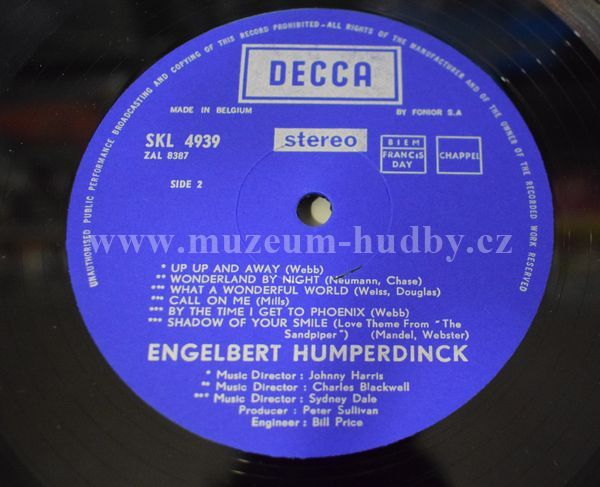 UNAUTHORISED PUBLIC PERFORMANCE BROADCASTING AND COPYING OF THIS RECORD PROHIBITED-ALL RIGHTS OF THE MANUFACTURER AND OF THE OWNER OF THE RECORDED WORK RESERVED
DECCA
MADE IN BELGIUM
BY FONIOR S.A
SKL 4939
stereo
BIEM
FRANCIS
DAY
CHAPPEL
ZAL 8387
SIDE 2
www.muzeum-hudby.cz
* UP UP AND AWAY (Webb)
** WONDERLAND BY NIGHT (Neumann, Chase)
*** WHAT A WONDERFUL WORLD (Weiss, Douglas)
*** CALL ON ME (Mills)
*** BY THE TIME I GET TO PHOENIX (Webb)
*** SHADOW OF YOUR SMILE (Love Theme From "The
Sandpiper") (Mandel, Webster)
ENGELBERT HUMPERDINCK
* Music Director : Johnny Harris
** Music Director : Charles Blackwell
*** Music Director : Sydney Dale
Producer : Peter Sullivan
Engineer : Bill Price